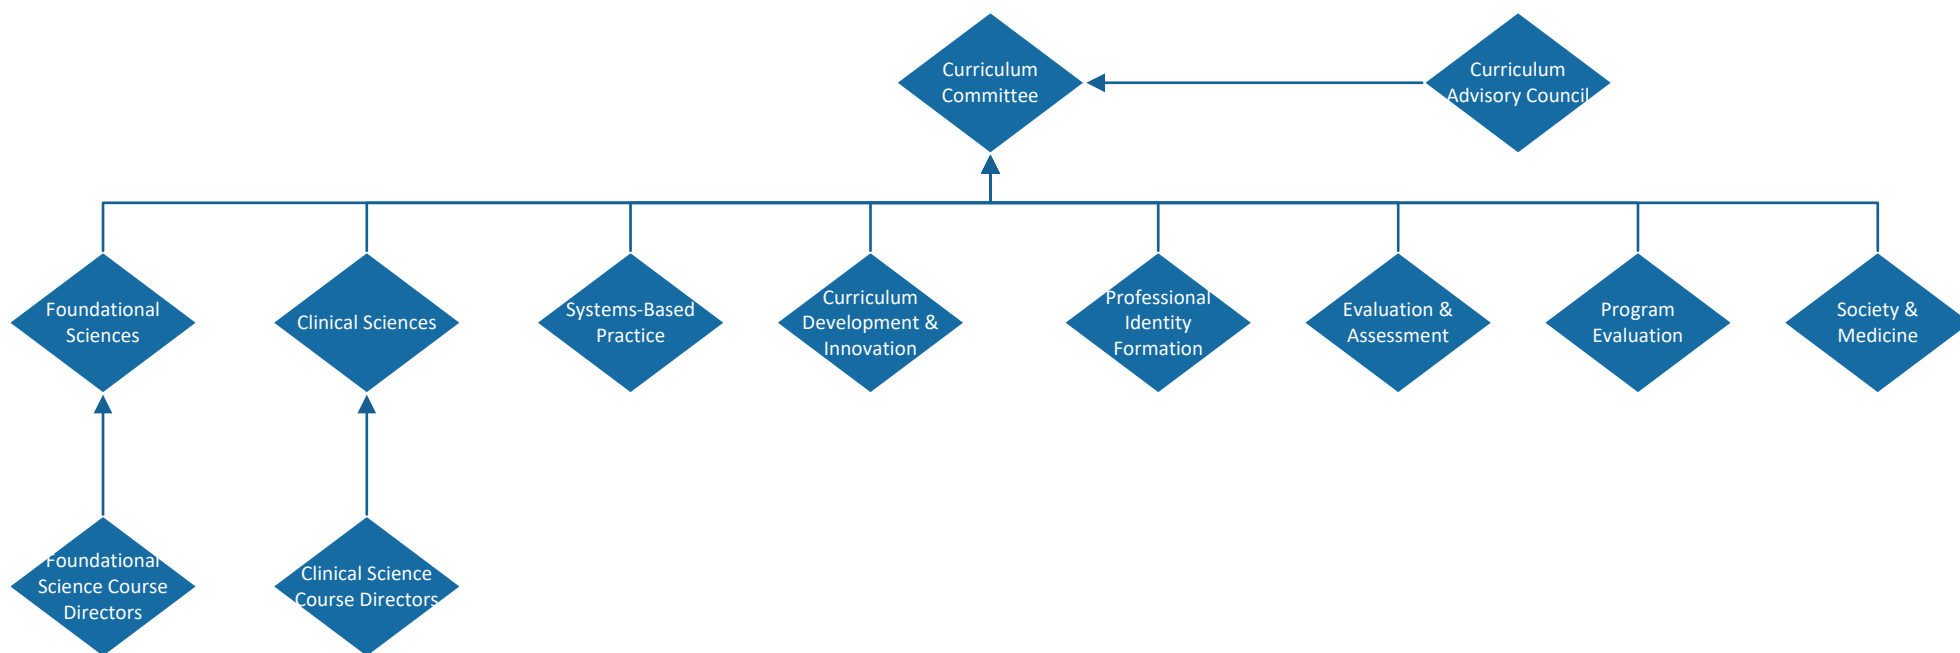 Curriculum
Committee
Curriculum
Advisory Council
Foundational
Sciences
Clinical Sciences
Systems-Based
Practice
Curriculum
Development &
Innovation
Professional
Identity
Formation
Evaluation &
Assessment
Program
Evaluation
Society &
Medicine
Foundational
Science Course
Directors
Clinical Science
Course Directors